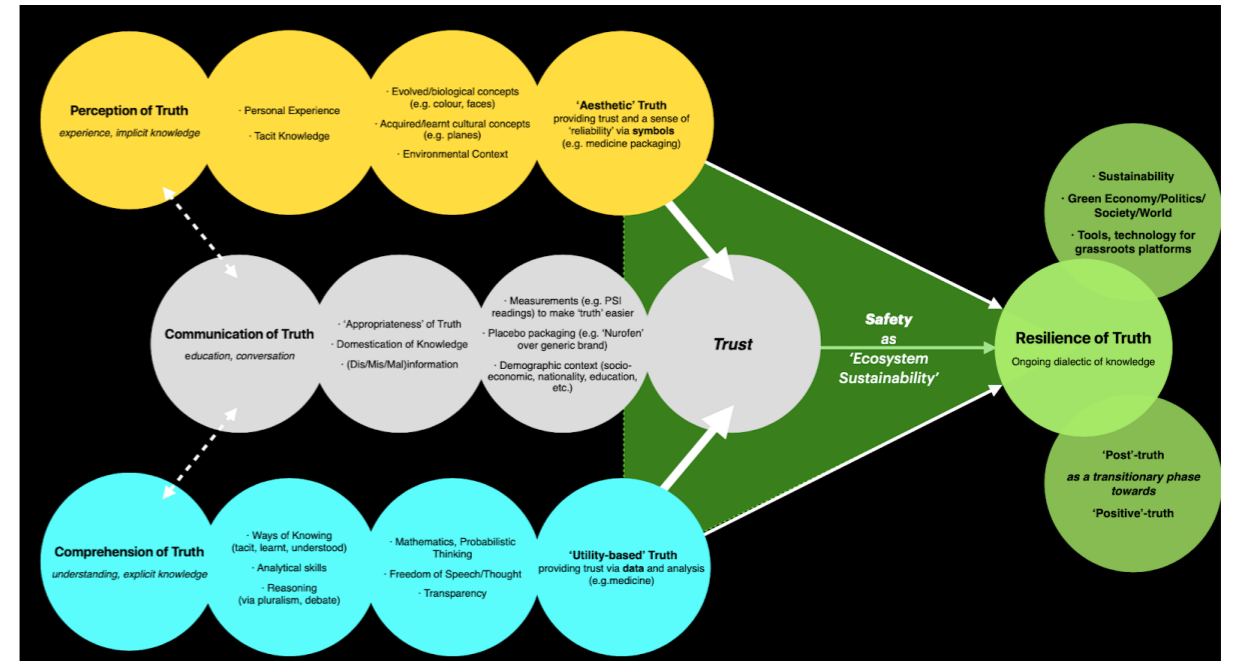 Perception of Truth
experience, implicit knowledge
· Personal Experience
· Tacit Knowledge
· Evolved/biological concepts
(e.g. colour, faces)
· Acquired/learnt cultural concepts
(e.g. planes)
· Environmental Context
‘Aesthetic’ Truth
providing trust and a sense of
‘reliability’ via symbols
(e.g. medicine packaging)
Communication of Truth
education, conversation
· ‘Appropriateness’ of Truth
· Domestication of Knowledge
· (Dis/Mis/Mal)information
· Measurements (e.g. PSI
readings) to make ‘truth’ easier
· Placebo packaging (e.g. ‘Nurofen’
over generic brand)
· Demographic context (socio-
economic, nationality, education,
etc.)
Trust
Safety
as
‘Ecosystem
Sustainability’
Comprehension of Truth
understanding, explicit knowledge
· Ways of Knowing
(tacit, learnt, understood)
· Analytical skills
· Reasoning
(via pluralism, debate)
· Mathematics, Probabilistic
Thinking
· Freedom of Speech/Thought
· Transparency
‘Utility-based’ Truth
providing trust via data and analysis
(e.g.medicine)
· Sustainability
· Green Economy/Politics/
Society/World
· Tools, technology for
grassroots platforms
Resilience of Truth
Ongoing dialectic of knowledge
‘Post’-truth
as a transitionary phase
towards
‘Positive’-truth